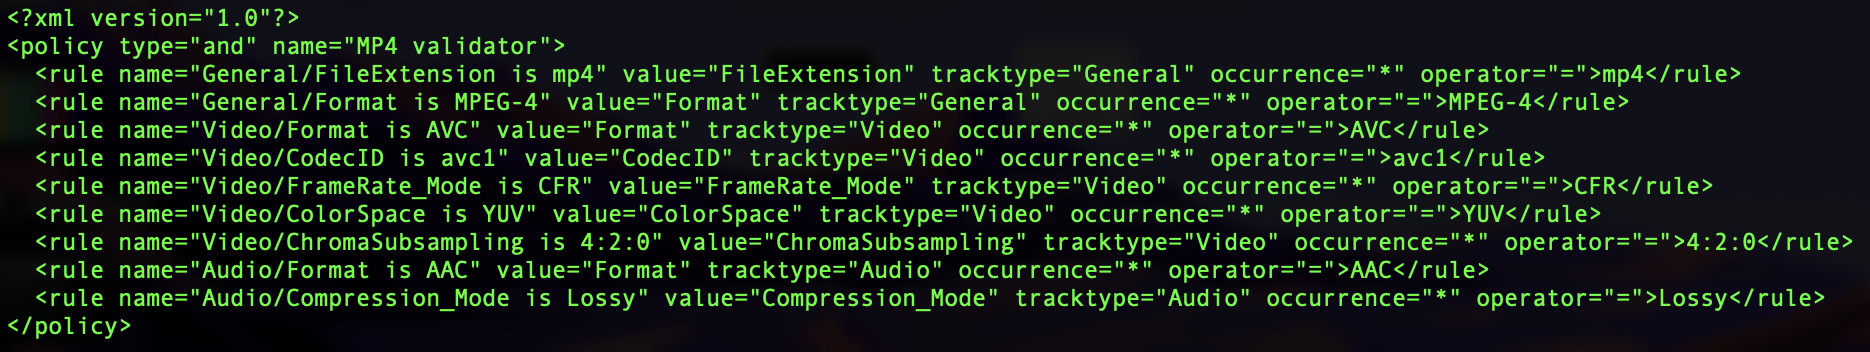 <?xml version="1.0"?>
<policy type="and" name="MP4 validator">
  <rule name="General/FileExtension is mp4" value="FileExtension" tracktype="General" occurrence="*" operator="=">mp4</rule>
  <rule name="General/Format is MPEG-4" value="Format" tracktype="General" occurrence="*" operator="=">MPEG-4</rule>
  <rule name="Video/Format is AVC" value="Format" tracktype="Video" occurrence="*" operator="=">AVC</rule>
  <rule name="Video/CodecID is avc1" value="CodecID" tracktype="Video" occurrence="*" operator="=">avc1</rule>
  <rule name="Video/FrameRate_Mode is CFR" value="FrameRate_Mode" tracktype="Video" occurrence="*" operator="=">CFR</rule>
  <rule name="Video/ColorSpace is YUV" value="ColorSpace" tracktype="Video" occurrence="*" operator="=">YUV</rule>
  <rule name="Video/ChromaSubsampling is 4:2:0" value="ChromaSubsampling" tracktype="Video" occurrence="*" operator="=">4:2:0</rule>
  <rule name="Audio/Format is AAC" value="Format" tracktype="Audio" occurrence="*" operator="=">AAC</rule>
  <rule name="Audio/Compression_Mode is Lossy" value="Compression_Mode" tracktype="Audio" occurrence="*" operator="=">Lossy</rule>
</policy>